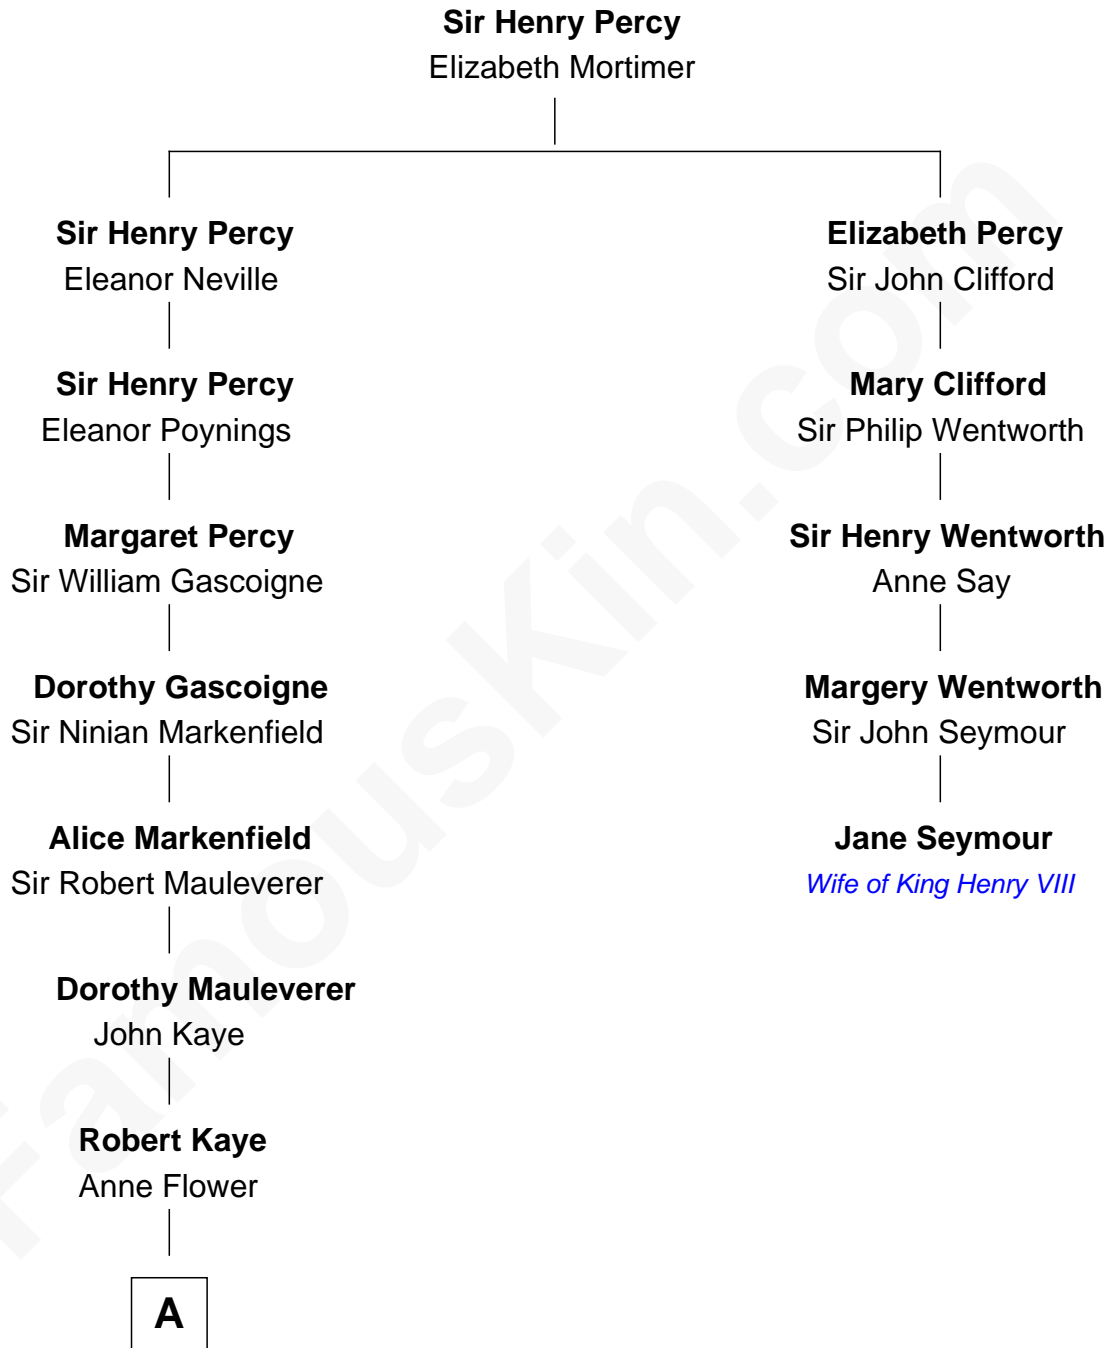 Sir Henry Percy
Elizabeth Mortimer
Sir Henry Percy
Eleanor Neville
Elizabeth Percy
Sir John Clifford
Sir Henry Percy
Eleanor Poynings
Mary Clifford
Sir Philip Wentworth
Margaret Percy
Sir William Gascoigne
Sir Henry Wentworth
Anne Say
Dorothy Gascoigne
Sir Ninian Markenfield
Margery Wentworth
Sir John Seymour
Alice Markenfield
Sir Robert Mauleverer
Jane Seymour
Wife of King Henry VIII
Dorothy Mauleverer
John Kaye
Robert Kaye
Anne Flower
A
FamousKin.com